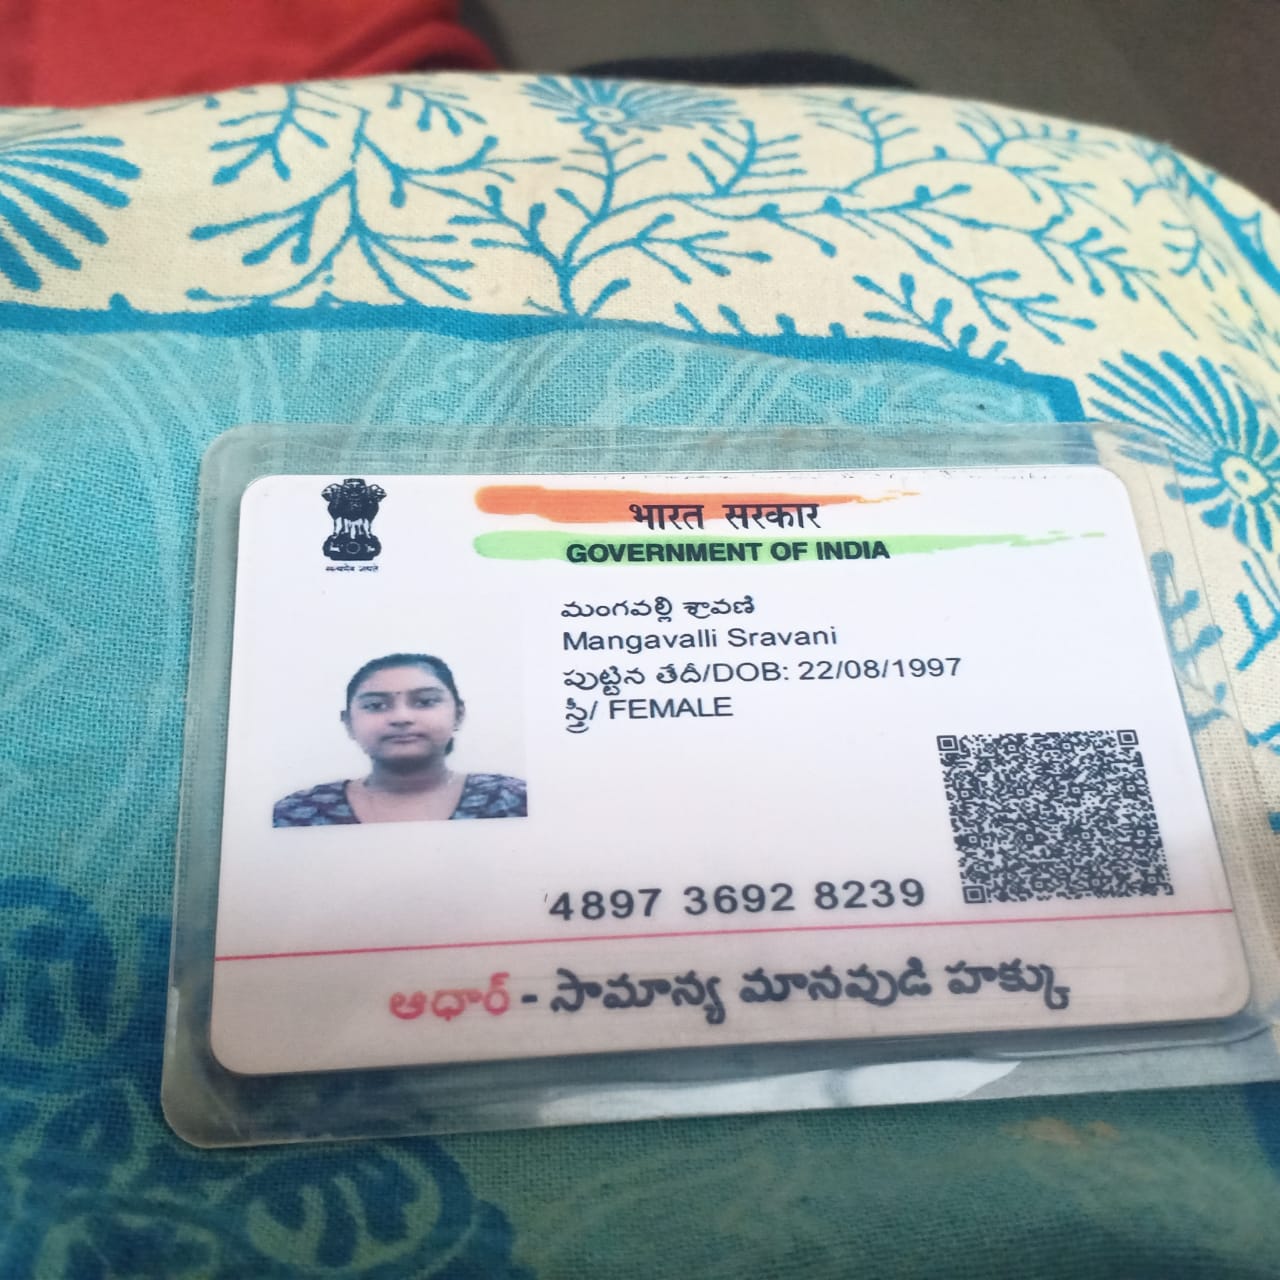 भारत सरकार
GOVERNMENT OF INDIA
सत्यमेव जयते
మంగవల్లి శ్రావణి
Mangavalli Sravani
పుట్టిన తేదీ/DOB: 22/08/1997
స్త్రీ/ FEMALE
4897 3692 8239
ఆధార్ - సామాన్య మానవుడి హక్కు